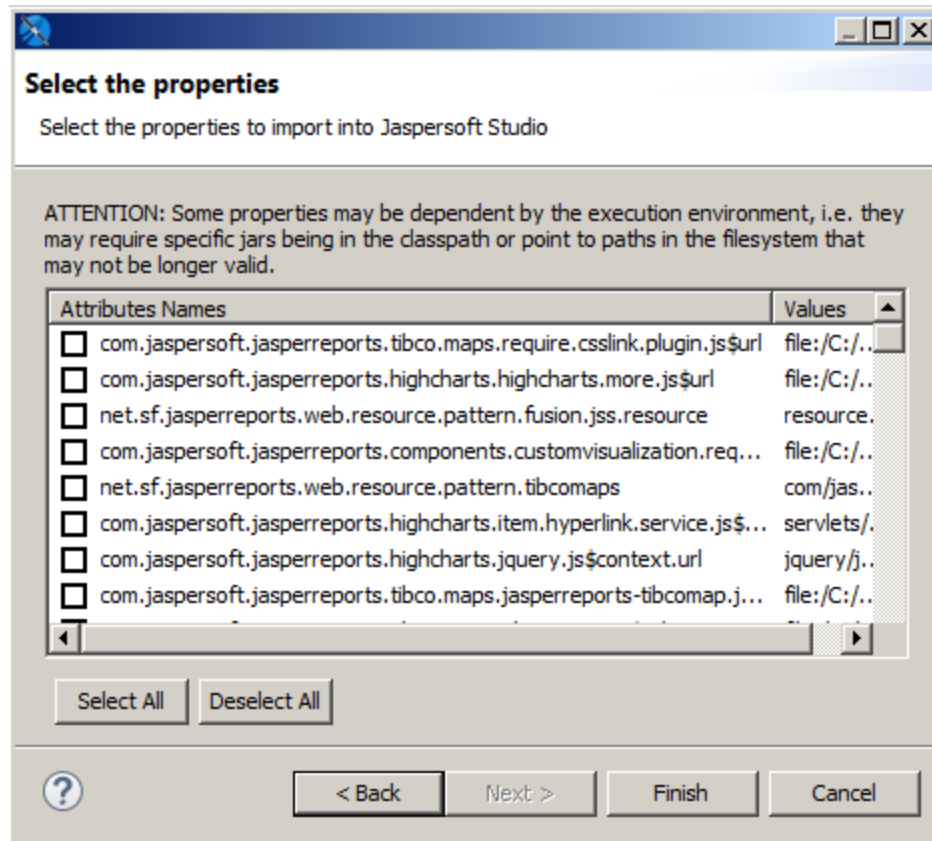 Select the properties
Select the properties to import into Jaspersoft Studio
ATTENTION: Some properties may be dependent by the execution environment, i.e. they
may require specific jars being in the classpath or point to paths in the filesystem that
may not be longer valid.
Attributes Names Values
com.jaspersoft.jasperreports.tibco.maps.require.csslink.plugin.js$url file:/C:/..
com.jaspersoft.jasperreports.highcharts.highcharts.more.js$url file:/C:/..
net.sf.jasperreports.web.resource.pattern.fusion.jss.resource resource.
com.jaspersoft.jasperreports.components.customvisualization.req... file:/C:/..
net.sf.jasperreports.web.resource.pattern.tibcomaps com/jas..
com.jaspersoft.jasperreports.highcharts.item.hyperlink.service.js$... servlets/.
com.jaspersoft.jasperreports.highcharts.jquery.js$context.url jquery/j..
com.jaspersoft.jasperreports.tibco.maps.jasperreports-tibcomap.j... file:/C:/..
Select All Deselect All
? < Back Next > Finish Cancel